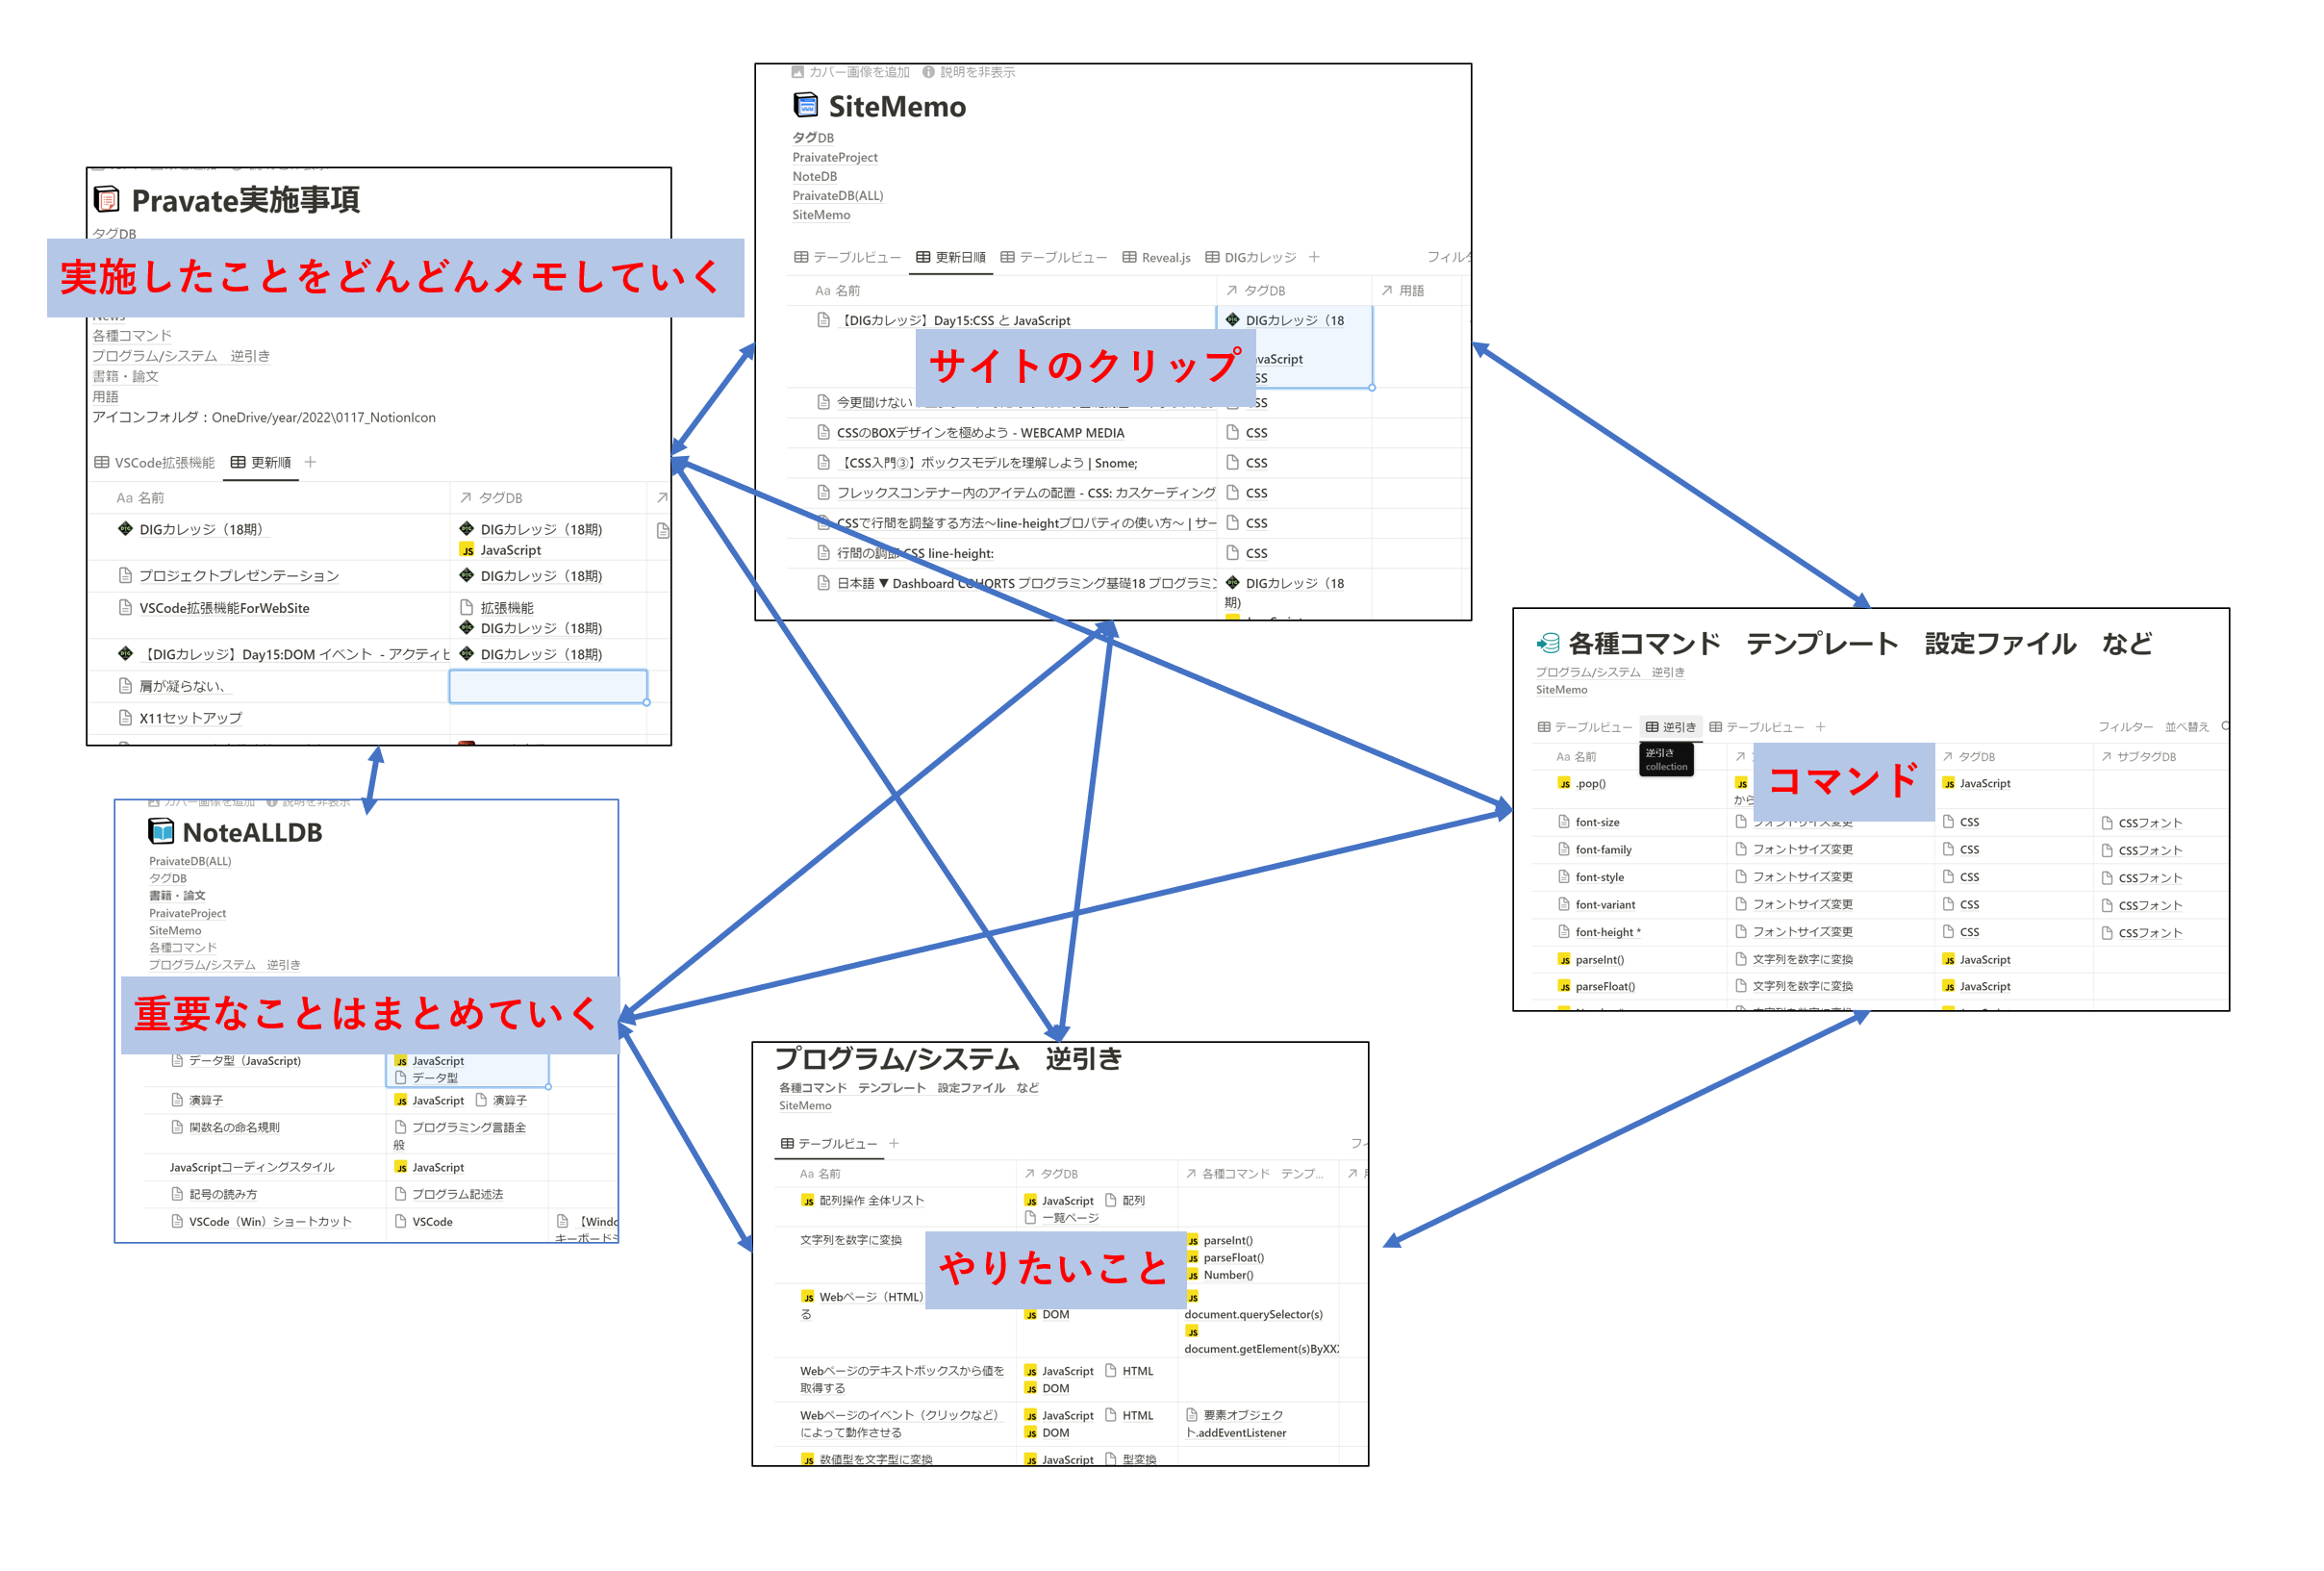 Pravate実施事項
タグDB
実施したことをどんどんメモしていく
各種コマンド
プログラム/システム　逆引き
書籍・論文
用語
アイコンフォルダ：OneDrive/year/2022\0117_NotionIcon
VSCode拡張機能 更新順
Aa 名前 タグDB
DIGカレッジ（18期） DIGカレッジ（18期)
JavaScript
プロジェクトプレゼンテーション DIGカレッジ（18期)
VSCode拡張機能ForWebSite 拡張機能
DIGカレッジ（18期)
【DIGカレッジ】Day15:DOM イベント - アクティビ DIGカレッジ（18期)
肩が凝らない、
X11セットアップ
カバー画像を追加 説明を非表示
SiteMemo
タグDB
PraivateProject
NoteDB
PraivateDB(ALL)
SiteMemo
テーブルビュー 更新日順 テーブルビュー Reveal.js DIGカレッジ フィルタ
Aa 名前 タグDB 用語
【DIGカレッジ】Day15:CSS と JavaScript DIGカレッジ（18
サイトのクリップ
今更聞けない
CSSのBOXデザインを極めよう - WEBCAMP MEDIA CSS
【CSS入門③】ボックスモデルを理解しよう | Snome; CSS
フレックスコンテナー内のアイテムの配置 - CSS: カスケーディング CSS
CSSで行間を調整する方法～line-heightプロパティの使い方～ | サー CSS
行間の調節 CSS line-height: CSS
日本語 ▼ Dashboard COHORTS プログラミング基礎18 プログラミン DIGカレッジ（18
期)
各種コマンド　テンプレート　設定ファイル　など
プログラム/システム　逆引き
SiteMemo
テーブルビュー 逆引き テーブルビュー フィルター 並べ替え
逆引き
collection
Aa 名前 タグDB サブタグDB
コマンド
.pop() から JavaScript
font-size フォントサイズ変更 CSS CSSフォント
font-family フォントサイズ変更 CSS CSSフォント
font-style フォントサイズ変更 CSS CSSフォント
font-variant フォントサイズ変更 CSS CSSフォント
font-height * フォントサイズ変更 CSS CSSフォント
parseInt() 文字列を数字に変換 JavaScript
parseFloat() 文字列を数字に変換 JavaScript
カバー画像を追加 説明を非表示
NoteALLDB
PraivateDB(ALL)
タグDB
書籍・論文
PraivateProject
SiteMemo
各種コマンド
プログラム/システム　逆引き
重要なことはまとめていく
データ型（JavaScript) JavaScript
データ型
演算子 JavaScript 演算子
関数名の命名規則 プログラミング言語全
般
JavaScriptコーディングスタイル JavaScript
記号の読み方 プログラム記述法
VSCode（Win）ショートカット VSCode 【Windo
キーボード
プログラム/システム　逆引き
各種コマンド　テンプレート　設定ファイル　など
SiteMemo
テーブルビュー
Aa 名前 タグDB 各種コマンド　テンプ...
配列操作 全体リスト JavaScript 配列
一覧ページ
文字列を数字に変換 parseInt()
parseFloat()
Number()
やりたいこと
Webページ（HTML）
る DOM document.querySelector(s)
document.getElement(s)ByXX
Webページのテキストボックスから値を JavaScript HTML
取得する DOM
Webページのイベント（クリックなど） JavaScript HTML 要素オブジェク
によって動作させる DOM ト.addEventListener
数値型を文字型に変換 JavaScript 型変換